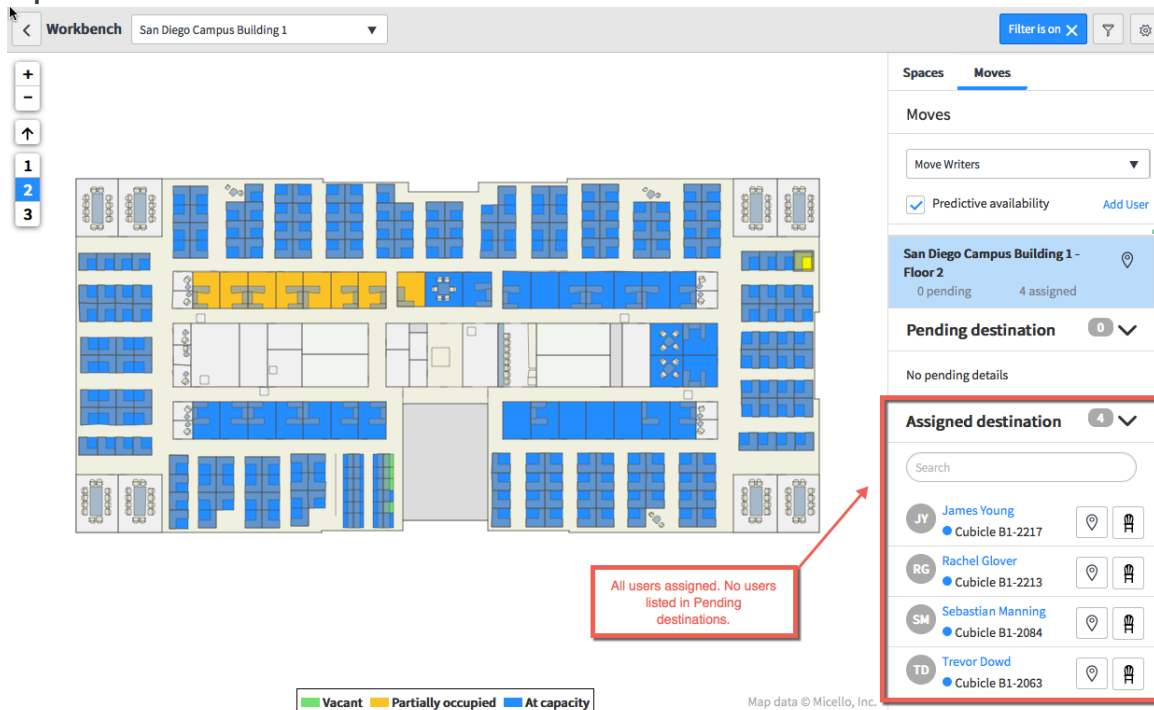 Workbench
San Diego Campus Building 1
Filter is on
+
−
1
2
3
Spaces Moves
Moves
Move Writers
Predictive availability Add User
San Diego Campus Building 1 -
Floor 2
0 pending 4 assigned
Pending destination 0
No pending details
Assigned destination 4
Search
JY James Young
Cubicle B1-2217
RG Rachel Glover
Cubicle B1-2213
SM Sebastian Manning
Cubicle B1-2084
TD Trevor Dowd
Cubicle B1-2063
All users assigned. No users
listed in Pending
destinations.
Vacant Partially occupied At capacity
Map data © Micello, Inc.